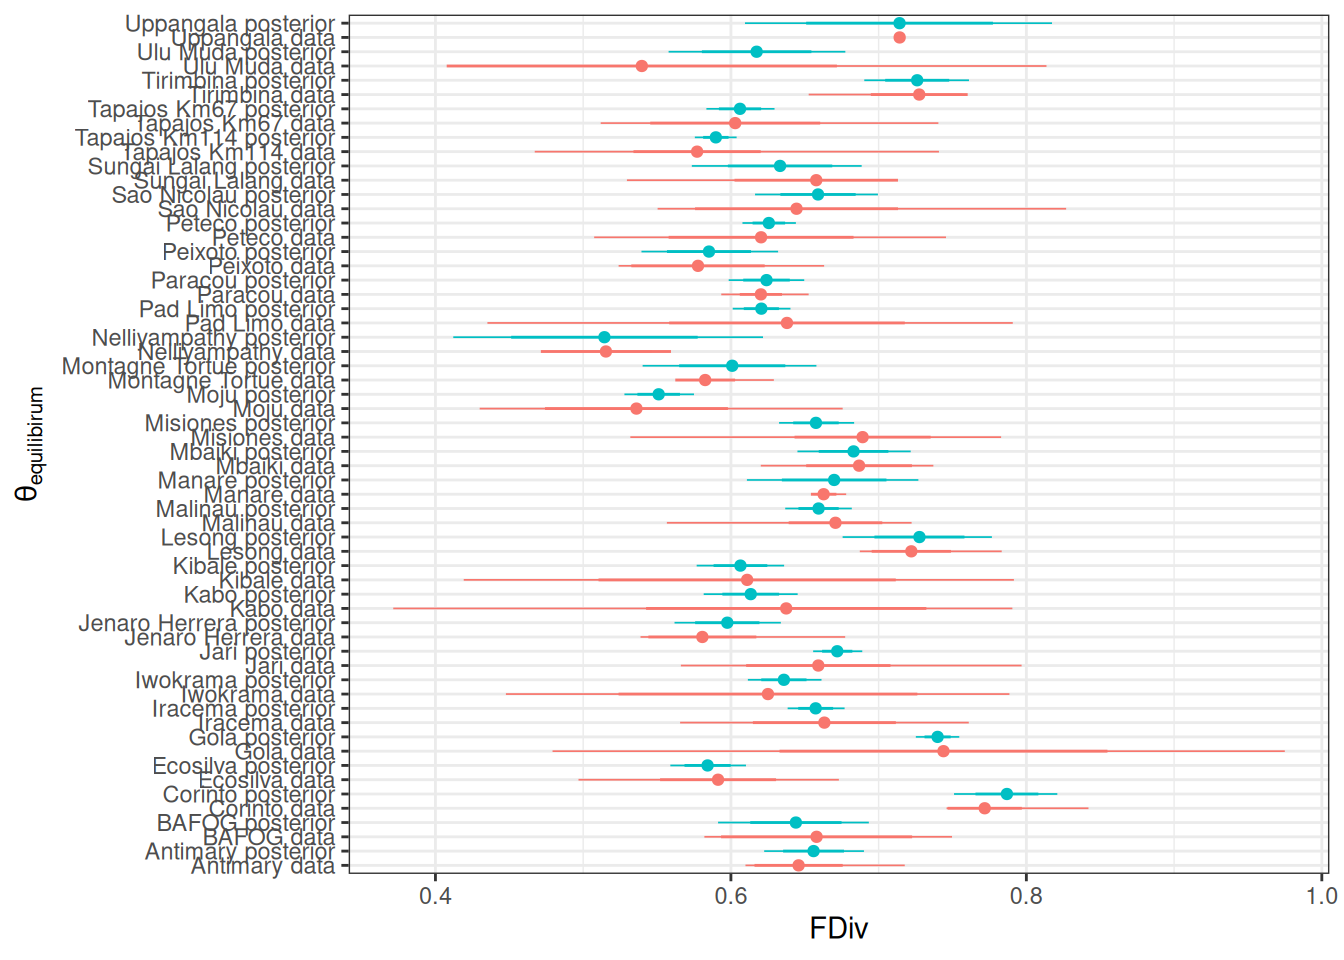 Uppangala posterior
Uppangala data
Ulu Muda posterior
Ulu Muda data
Tirimbina posterior
Tirimbina data
Tapajos Km67 posterior
Tapajos Km67 data
Tapajos Km114 posterior
Tapajos Km114 data
Sungai Lalang posterior
Sungai Lalang data
Sao Nicolau posterior
Sao Nicolau data
Peteco posterior
Peteco data
Peixoto posterior
Peixoto data
Paracou posterior
Paracou data
Pad Limo posterior
Pad Limo data
Nelliyampathy posterior
Nelliyampathy data
Montagne Tortue posterior
Montagne Tortue data
Moju posterior
Moju data
Misiones posterior
Misiones data
Mbaiki posterior
Mbaiki data
Manare posterior
Manare data
Malinau posterior
Malinau data
Lesong posterior
Lesong data
Kibale posterior
Kibale data
Kabo posterior
Kabo data
Jenaro Herrera posterior
Jenaro Herrera data
Jari posterior
Jari data
Iwokrama posterior
Iwokrama data
Iracema posterior
Iracema data
Gola posterior
Gola data
Ecosilva posterior
Ecosilva data
Corinto posterior
Corinto data
BAFOG posterior
BAFOG data
Antimary posterior
Antimary data
θequilibirum
0.4 0.6 0.8 1.0
FDiv